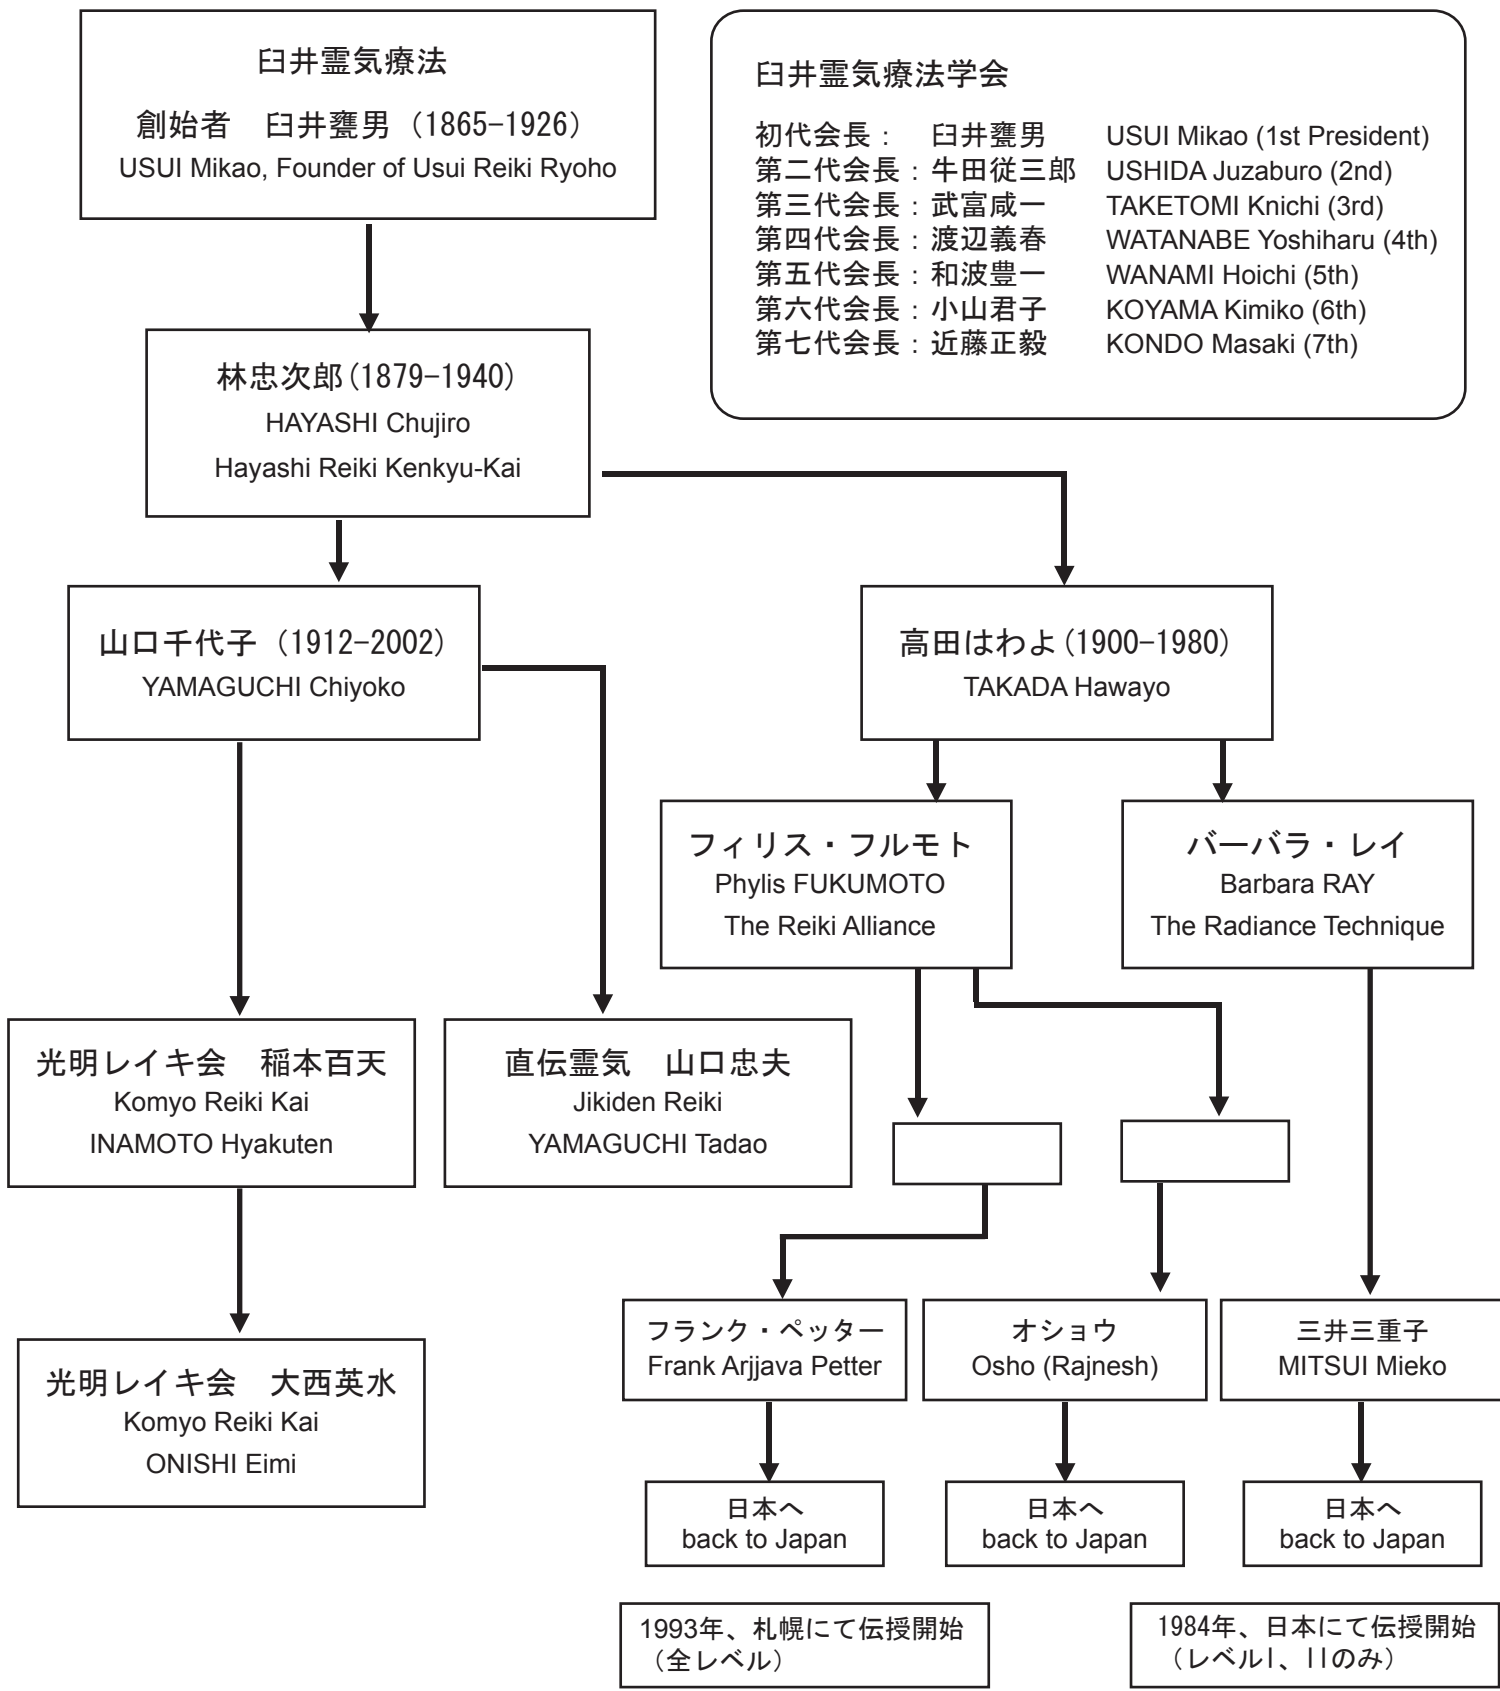 臼井霊気療法
創始者　臼井甕男（1865-1926）
USUI Mikao, Founder of Usui Reiki Ryoho
臼井霊気療法学会
初代会長：　臼井甕男　USUI Mikao (1st President)
第二代会長：牛田従三郎　USHIDA Juzaburo (2nd)
第三代会長：武富咸一　TAKETOMI Knichi (3rd)
第四代会長：渡辺義春　WATANABE Yoshiharu (4th)
第五代会長：和波豊一　WANAMI Hoichi (5th)
第六代会長：小山君子　KOYAMA Kimiko (6th)
第七代会長：近藤正毅　KONDO Masaki (7th)
林忠次郎(1879-1940)
HAYASHI Chujiro
Hayashi Reiki Kenkyu-Kai
山口千代子（1912-2002)
YAMAGUCHI Chiyoko
高田はわよ(1900-1980)
TAKADA Hawayo
フィリス・フルモト
Phylis FUKUMOTO
The Reiki Alliance
バーバラ・レイ
Barbara RAY
The Radiance Technique
光明レイキ会　稲本百天
Komyo Reiki Kai
INAMOTO Hyakuten
直伝霊気　山口忠夫
Jikiden Reiki
YAMAGUCHI Tadao
フランク・ペッター
Frank Arjjava Petter
オショウ
Osho (Rajnesh)
三井三重子
MITSUI Mieko
光明レイキ会　大西英水
Komyo Reiki Kai
ONISHI Eimi
日本へ
back to Japan
日本へ
back to Japan
日本へ
back to Japan
1993年、札幌にて伝授開始
（全レベル）
1984年、日本にて伝授開始
（レベルI、IIのみ）